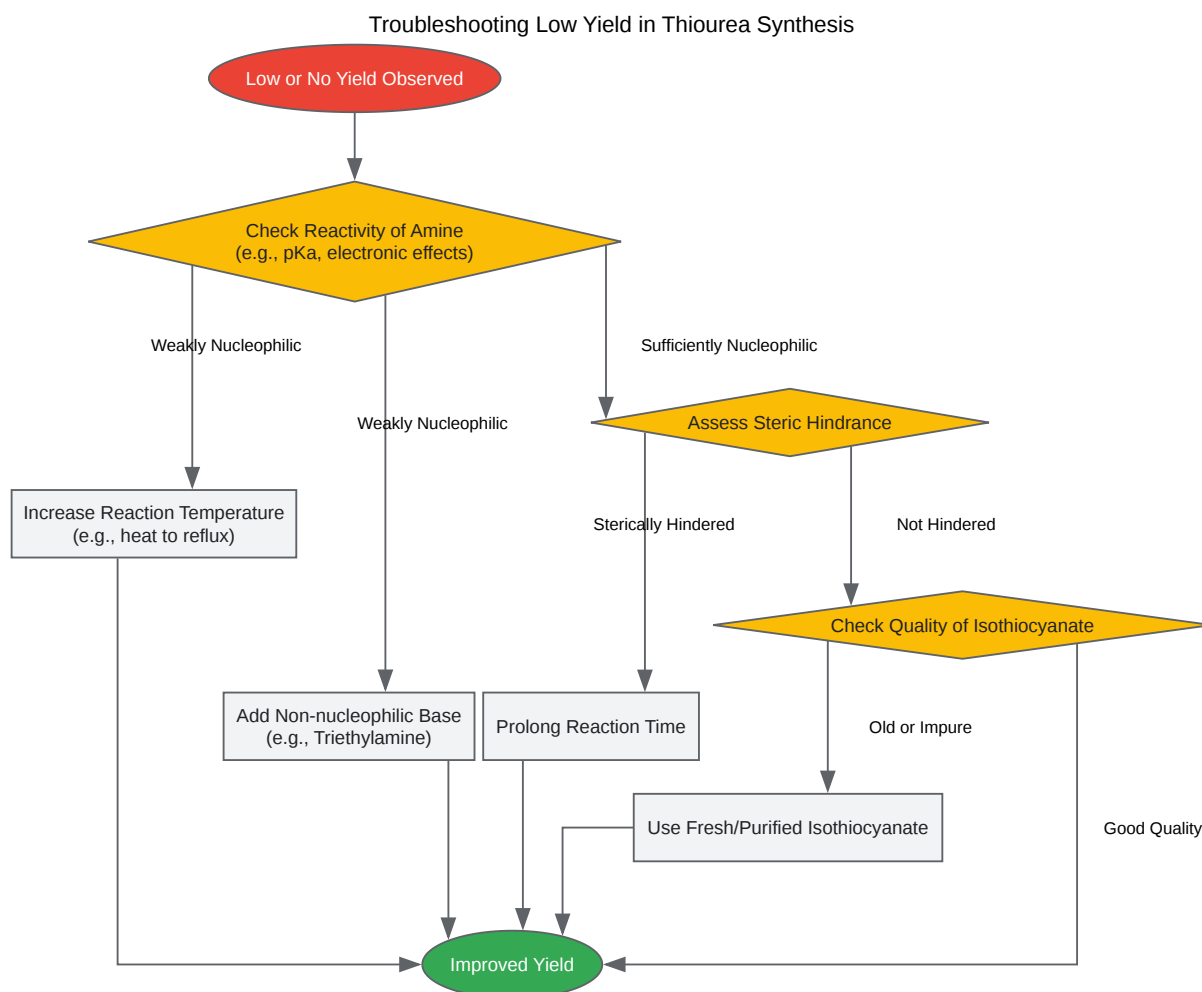 Troubleshooting Low Yield in Thiourea Synthesis
Low or No Yield Observed
Check Reactivity of Amine
(e.g., pKa, electronic effects)
Weakly Nucleophilic
Sufficiently Nucleophilic
Weakly Nucleophilic
Assess Steric Hindrance
Increase Reaction Temperature
(e.g., heat to reflux)
Sterically Hindered
Not Hindered
Check Quality of Isothiocyanate
Add Non-nucleophilic Base
(e.g., Triethylamine)
Prolong Reaction Time
Old or Impure
Use Fresh/Purified Isothiocyanate
Good Quality
Improved Yield